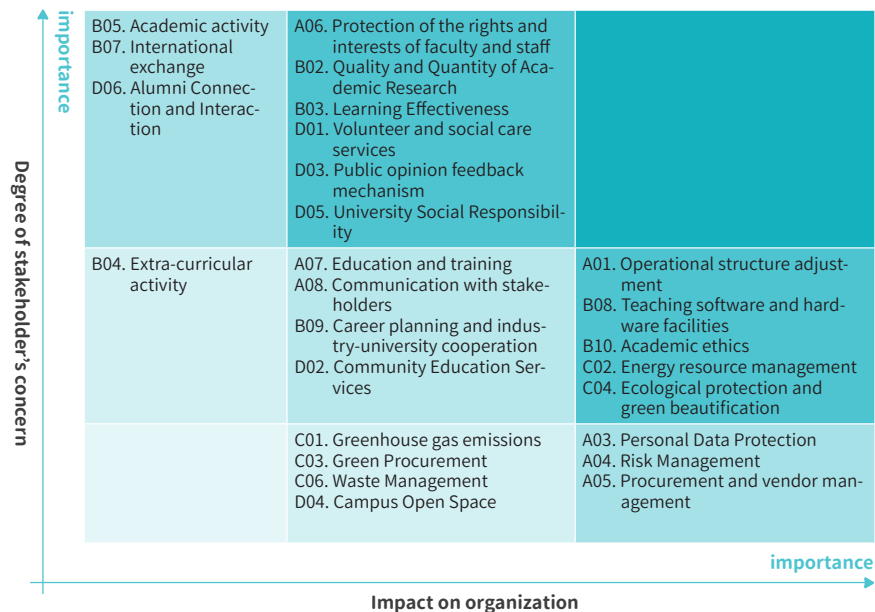 importance
Degree of stakeholder's concern
B05. Academic activity
B07. International
exchange
D06. Alumni Connec-
tion and Interac-
tion
A06. Protection of the rights and
interests of faculty and staff
B02. Quality and Quantity of Aca-
demic Research
B03. Learning Effectiveness
D01. Volunteer and social care
services
D03. Public opinion feedback
mechanism
D05. University Social Responsibil-
ity
B04. Extra-curricular
activity
A07. Education and training
A08. Communication with stake-
holders
B09. Career planning and indus-
try-university cooperation
D02. Community Education Ser-
vices
A01. Operational structure adjust-
ment
B08. Teaching software and hard-
ware facilities
B10. Academic ethics
C02. Energy resource management
C04. Ecological protection and
green beautification
C01. Greenhouse gas emissions
C03. Green Procurement
C06. Waste Management
D04. Campus Open Space
A03. Personal Data Protection
A04. Risk Management
A05. Procurement and vendor man-
agement
importance
Impact on organization